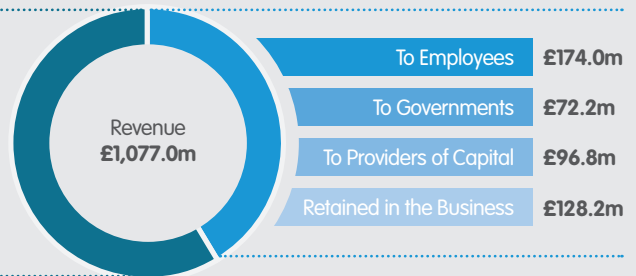 Revenue
£1,077.0m
To Employees £174.0m
To Governments £72.2m
To Providers of Capital £96.8m
Retained in the Business £128.2m